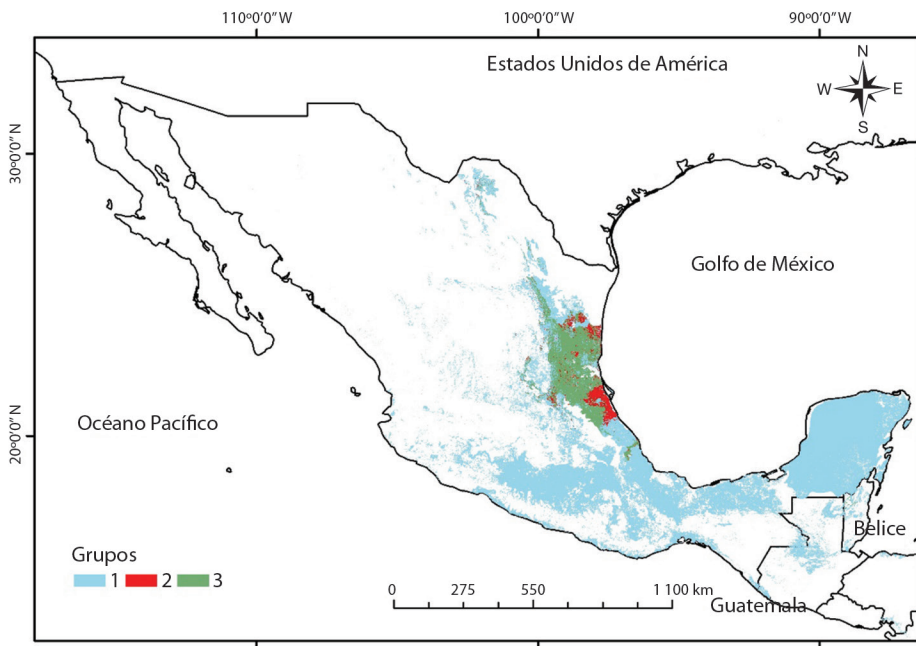 110º0'0"W 100º0'0"W 90º0'0"W
Estados Unidos de América
N
W E
S
30º0'0" N
Golfo de México
Océano Pacífico
20º0'0" N
Belice
Grupos
1 2 3
0 275 550 1 100 km
Guatemala